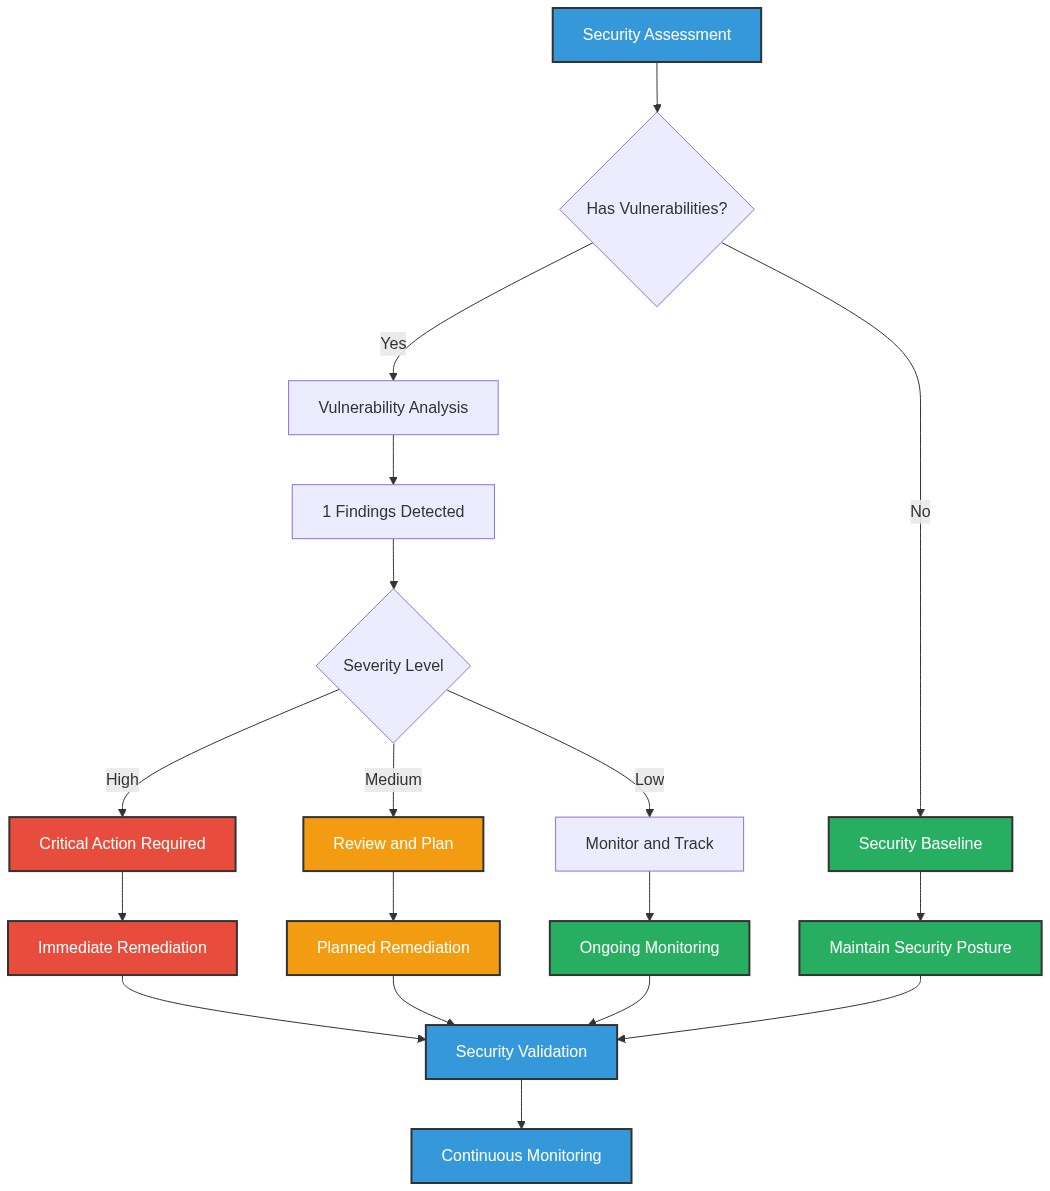 Security Assessment
Has Vulnerabilities?
Yes
Vulnerability Analysis
1 Findings Detected
No
Severity Level
High
Medium
Low
Critical Action Required
Review and Plan
Monitor and Track
Security Baseline
Immediate Remediation
Planned Remediation
Ongoing Monitoring
Maintain Security Posture
Security Validation
Continuous Monitoring